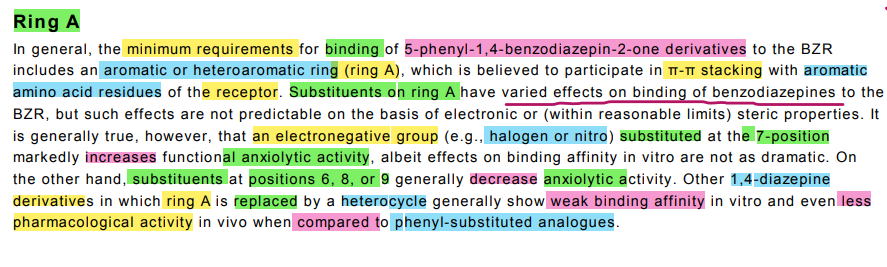 Ring A
In general, the minimum requirements for binding of 5-phenyl-1,4-benzodiazepin-2-one derivatives to the BZR
includes an aromatic or heteroaromatic ring (ring A), which is believed to participate in π-π stacking with aromatic
amino acid residues of the receptor. Substituents on ring A have varied effects on binding of benzodiazepines to the
BZR, but such effects are not predictable on the basis of electronic or (within reasonable limits) steric properties. It
is generally true, however, that an electronegative group (e.g., halogen or nitro) substituted at the 7-position
markedly increases functional anxiolytic activity, albeit effects on binding affinity in vitro are not as dramatic. On
the other hand, substituents at positions 6, 8, or 9 generally decrease anxiolytic activity. Other 1,4-diazepine
derivatives in which ring A is replaced by a heterocycle generally show weak binding affinity in vitro and even less
pharmacological activity in vivo when compared to phenyl-substituted analogues.